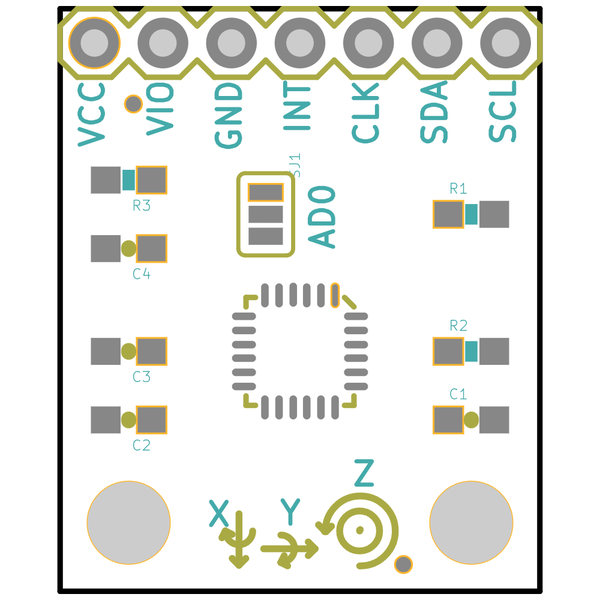 VCC
VIO
GND
INT
CLK
SDA
SCL
SJ1
AD0
R3
R1
C4
R2
C3
C1
C2
X
Y
Z